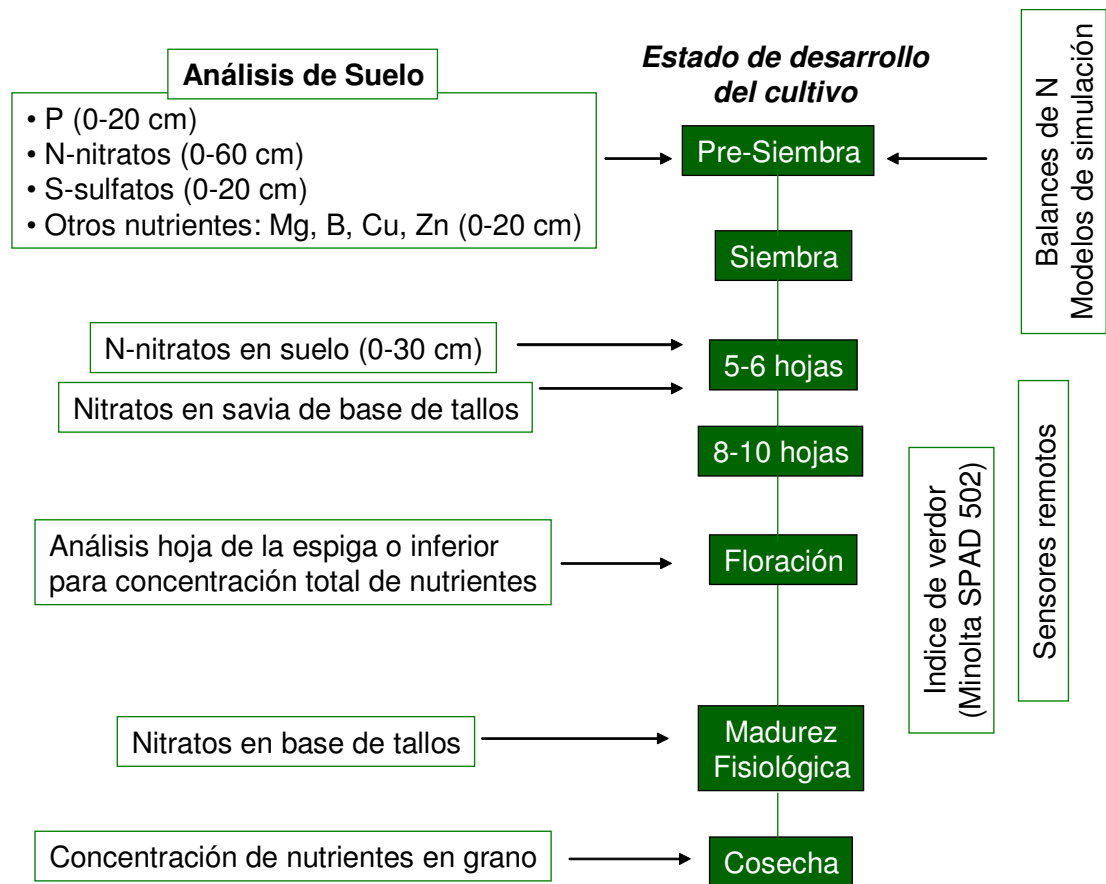 Análisis de Suelo
• P (0-20 cm)
• N-nitratos (0-60 cm)
• S-sulfatos (0-20 cm)
• Otros nutrientes: Mg, B, Cu, Zn (0-20 cm)
Estado de desarrollo
del cultivo
Pre-Siembra
Balances de N
Modelos de simulación
Siembra
N-nitratos en suelo (0-30 cm)
5-6 hojas
Nitratos en savia de base de tallos
8-10 hojas
Indice de verdor
(Minolta SPAD 502)
Sensores remotos
Análisis hoja de la espiga o inferior
para concentración total de nutrientes
Floración
Nitratos en base de tallos
Madurez
Fisiológica
Concentración de nutrientes en grano
Cosecha